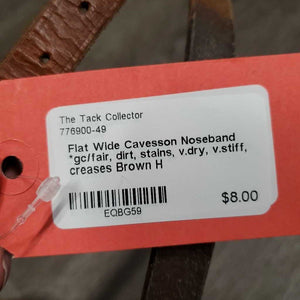 The Tack Collector
776900-49
Flat Wide Cavesson Noseband
*gc/fair, dirt, stains, v.dry, v.stiff,
creases Brown H
$8.00
EQBG59